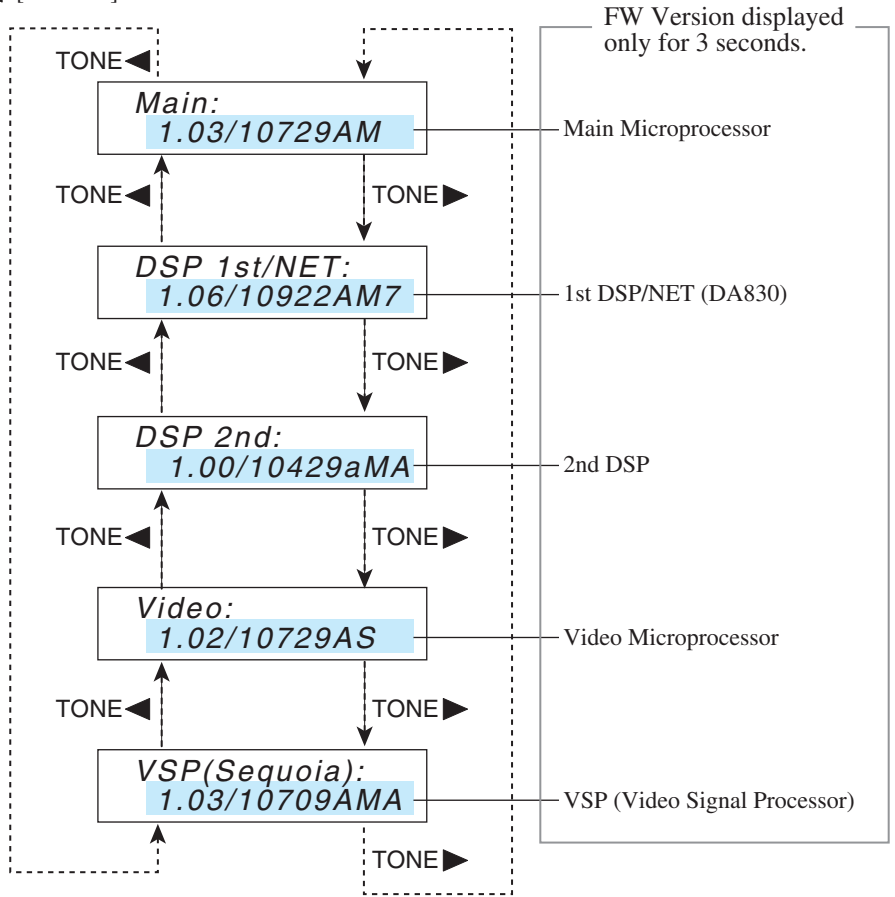 FW Version displayed
only for 3 seconds.
TONE
Main:
1.03/10729AM
Main Microprocessor
TONE
TONE
DSP 1st/NET:
1.06/10922AM7
1st DSP/NET (DA830)
TONE
TONE
DSP 2nd:
1.00/10429aMA
2nd DSP
TONE
TONE
Video:
1.02/10729AS
Video Microprocessor
TONE
TONE
VSP(Sequoia):
1.03/10709AMA
VSP (Video Signal Processor)
TONE